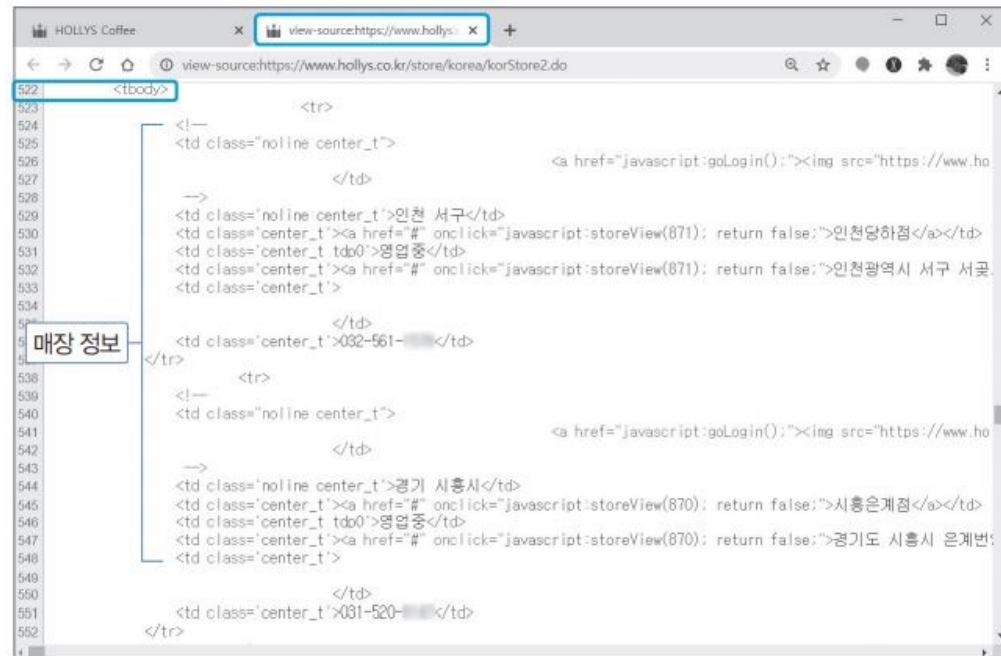 HOLLYS Coffee
view-source:https://www.hollys
view-source:https://www.hollys.co.kr/store/korea/korStore2.do
522 <tbody>
523 <tr>
524 <!--
525 <td class="noline center_t">
526 <a href="javascript:goLogin();"><img src="https://www.ho
527 </td>
528 -->
529 <td class='noline center_t'>인천 서구</td>
530 <td class='center_t'><a href="#" onclick="javascript:storeView(871); return false;">인천당하점</a></td>
531 <td class='center_t tdp0'>영업중</td>
532 <td class='center_t'><a href="#" onclick="javascript:storeView(871); return false;">인천광역시 서구 서곶
533 <td class='center_t'>
534
</td>
매장 정보
<td class='center_t'>032-561- </td>
</tr>
538 <tr>
539 <!--
540 <td class="noline center_t">
541 <a href="javascript:goLogin();"><img src="https://www.ho
542 </td>
543 -->
544 <td class='noline center_t'>경기 시흥시</td>
545 <td class='center_t'><a href="#" onclick="javascript:storeView(870); return false;">시흥은계점</a></td>
546 <td class='center_t tdp0'>영업중</td>
547 <td class='center_t'><a href="#" onclick="javascript:storeView(870); return false;">경기도 시흥시 은계번
548 <td class='center_t'>
549
550 </td>
551 <td class='center_t'>031-520- </td>
552 </tr>